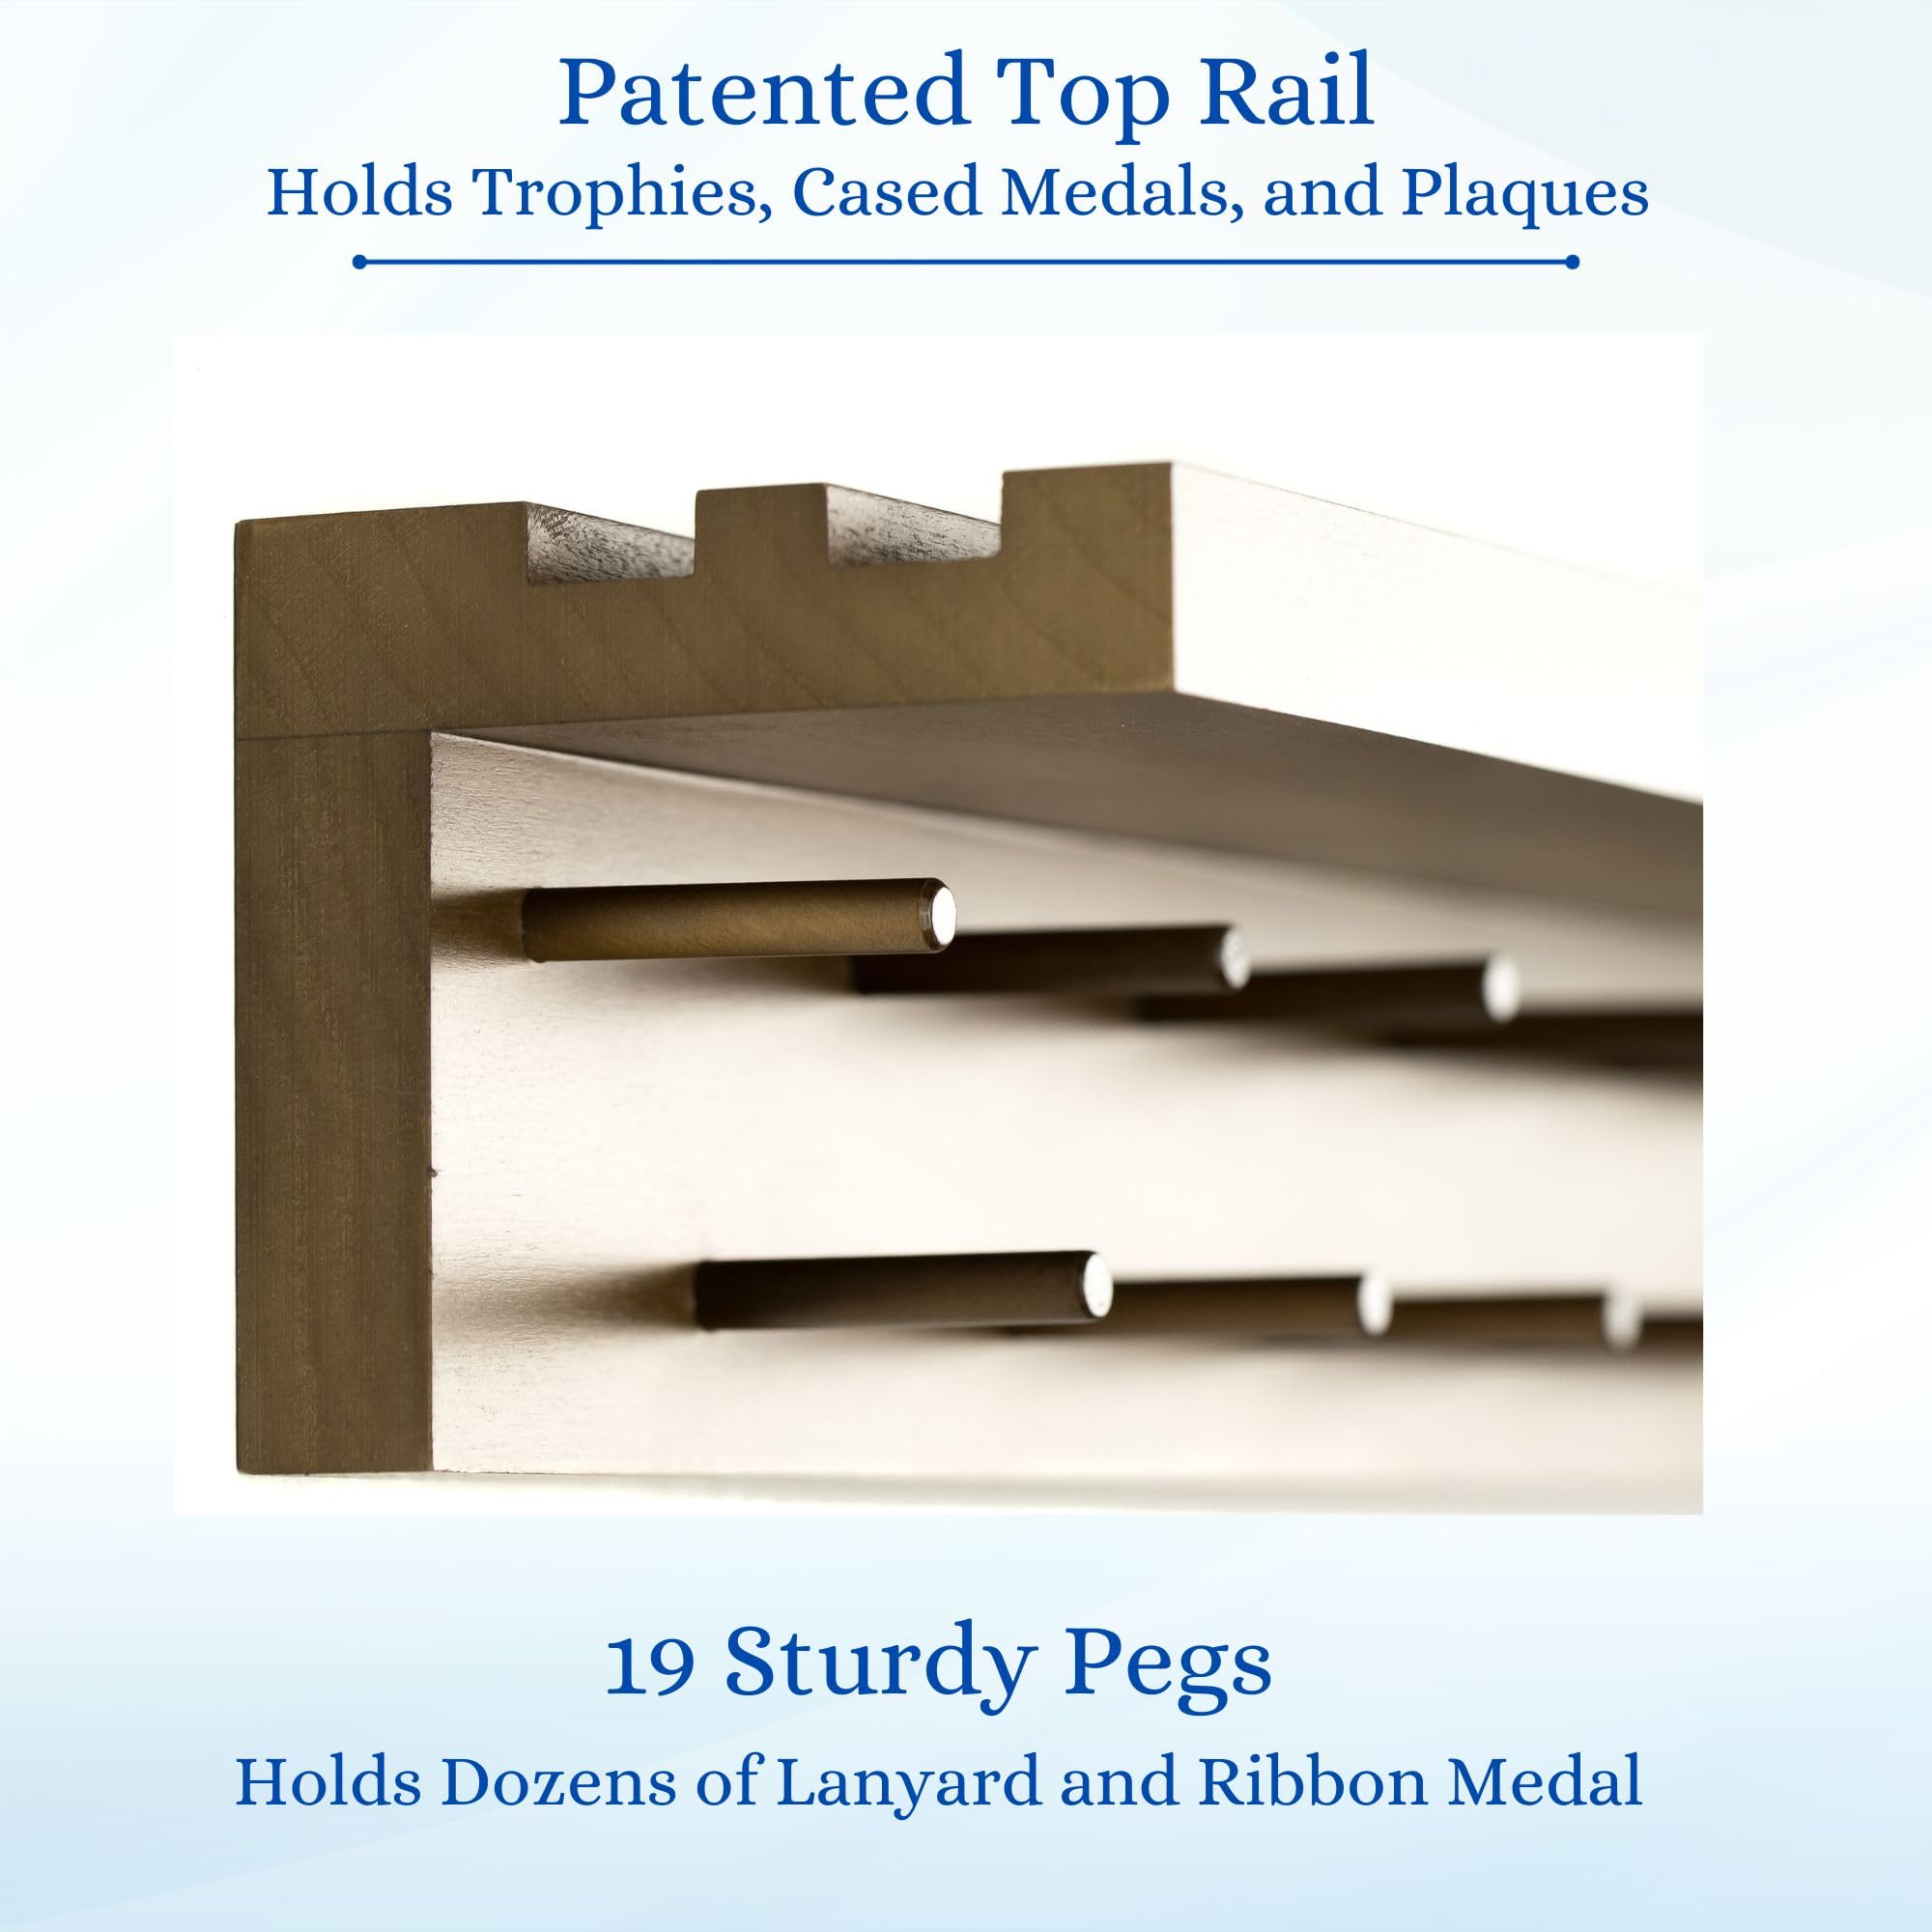 Patented Top Rail
Holds Trophies, Cased Medals, and Plaques
19 Sturdy Pegs
Holds Dozens of Lanyard and Ribbon Medal